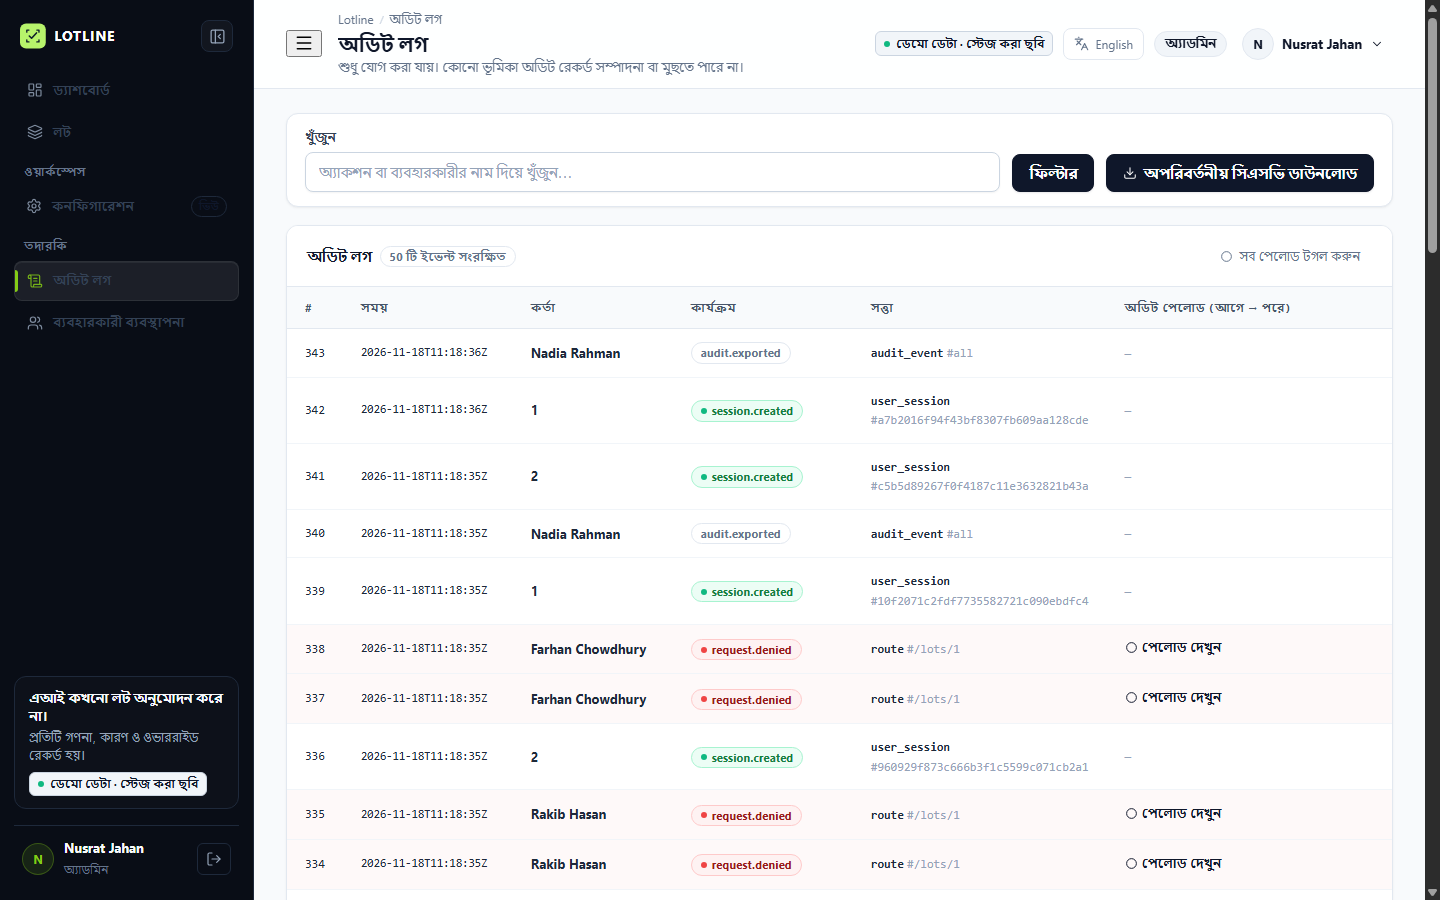 LOTLINE
ড্যাশবোর্ড
লট
ওয়ার্কস্পেস
কনফিগারেশন
তদারকি
অডিট লগ
ব্যবহারকারী ব্যবস্থাপনা
এআই কখনো লট অনুমোদন করে
না।
প্রতিটি গণনা, কারণ ও ওভাররাইড
রেকর্ড হয়।
ডেমো ডেটা · স্টেজ করা ছবি
N
Nusrat Jahan
অ্যাডমিন
Lotline / অডিট লগ
অডিট লগ
শুধু যোগ করা যায়। কোনো ভূমিকা অডিট রেকর্ড সম্পাদনা বা মুছতে পারে না।
ডেমো ডেটা · স্টেজ করা ছবি
English
অ্যাডমিন
N Nusrat Jahan
খুঁজুন
অ্যাকশন বা ব্যবহারকারীর নাম দিয়ে খুঁজুন...
ফিল্টার
অপরিবর্তনীয় সিএসভি ডাউনলোড
অডিট লগ 50 টি ইভেন্ট সংরক্ষিত
সব পেলোড টগল করুন
# সময় কর্তা কার্যক্রম সত্তা অডিট পেলোড (আগে → পরে)
343 2026-11-18T11:18:36Z Nadia Rahman audit.exported audit_event #all —
342 2026-11-18T11:18:36Z 1 session.created user_session —
#a7b2016f94f43bf8307fb609aa128cde
341 2026-11-18T11:18:35Z 2 session.created user_session —
#c5b5d89267f0f4187c11e3632821b43a
340 2026-11-18T11:18:35Z Nadia Rahman audit.exported audit_event #all —
339 2026-11-18T11:18:35Z 1 session.created user_session —
#10f2071c2fdf7735582721c090ebdfc4
338 2026-11-18T11:18:35Z Farhan Chowdhury request.denied route #/lots/1 পেলোড দেখুন
337 2026-11-18T11:18:35Z Farhan Chowdhury request.denied route #/lots/1 পেলোড দেখুন
336 2026-11-18T11:18:35Z 2 session.created user_session —
#960929f873c666b3f1c5599c071cb2a1
335 2026-11-18T11:18:35Z Rakib Hasan request.denied route #/lots/1 পেলোড দেখুন
334 2026-11-18T11:18:35Z Rakib Hasan request.denied route #/lots/1 পেলোড দেখুন